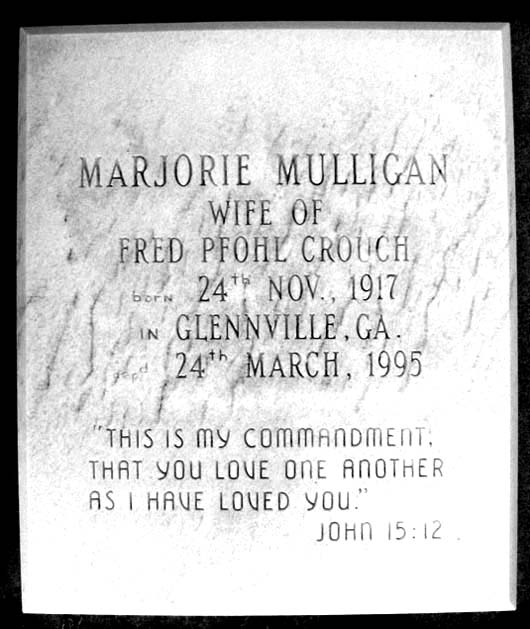 MARJORIE MULLIGAN
WIFE OF
FRED PFOHL CROUCH
born 24th NOV., 1917
IN GLENNVILLE, GA.
24th MARCH, 1995
"THIS IS MY COMMANDMENT,
THAT YOU LOVE ONE ANOTHER
AS I HAVE LOVED YOU."
JOHN 15:12